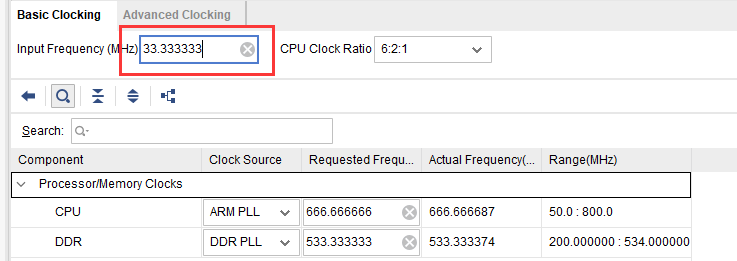 Basic Clocking Advanced Clocking
Input Frequency (MHz) 33.333333 CPU Clock Ratio 6:2:1
Search:
Component Clock Source Requested Frequ... Actual Frequency(... Range(MHz)
Processor/Memory Clocks
CPU ARM PLL 666.666666 666.666687 50.0 : 800.0
DDR DDR PLL 533.333333 533.333374 200.000000 : 534.000000